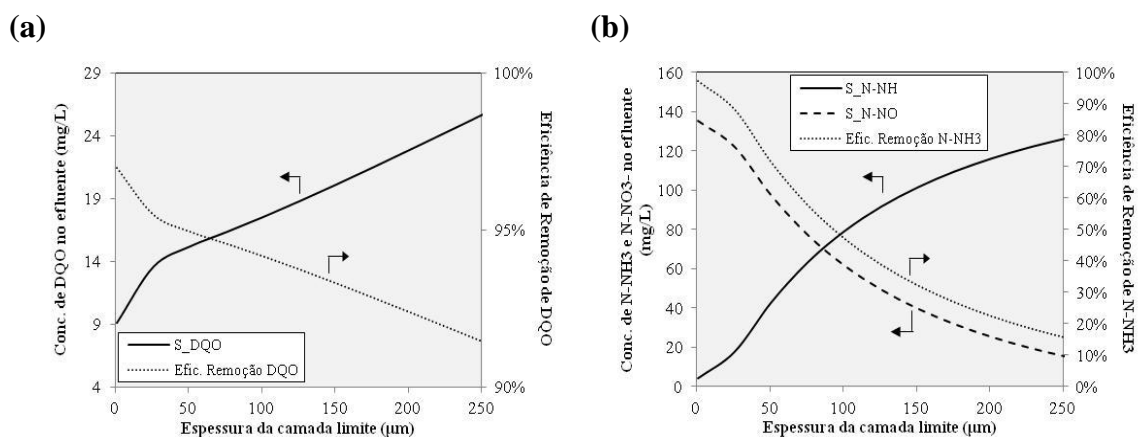 (a)
29
24
19
14
9
4
100%
95%
90%
0
50
100
150
200
250
Conc. de DQO no efluente (mg/L)
Eficiência de Remoção de DQO
S_DQO
Efic. Remoção DQO
Espessura da camada limite (µm)
(b)
160
140
120
100
80
60
40
20
0
100%
90%
80%
70%
60%
50%
40%
30%
20%
10%
0%
0
50
100
150
200
250
Conc. de N-NH3 e N-NO3- no efluente
(mg/L)
Eficiência de Remoção de N-NH3
S_N-NH
S_N-NO
Efic. Remoção N-NH3
Espessura da camada limite (µm)